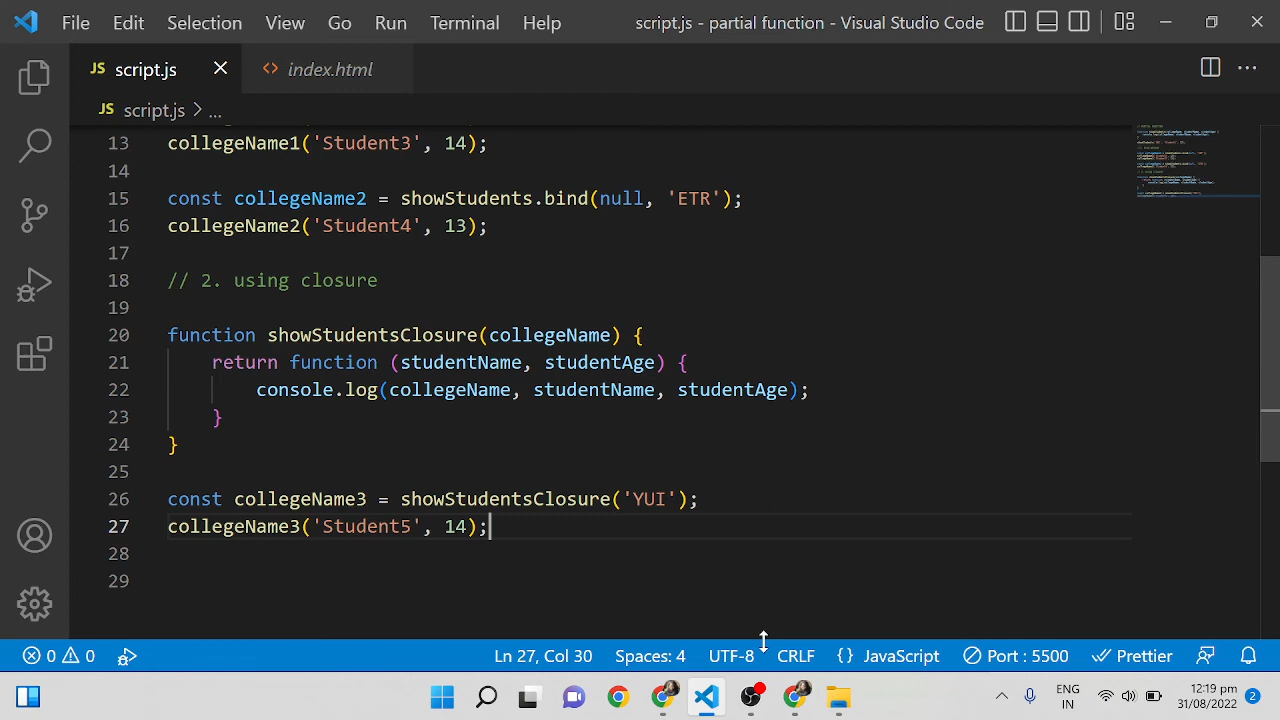 File Edit Selection View Go Run Terminal Help script.js - partial function - Visual Studio Code
JS script.js <> index.html
JS script.js > ...
13 collegeName1('Student3', 14);
14
15 const collegeName2 = showStudents.bind(null, 'ETR');
16 collegeName2('Student4', 13);
17
18 // 2. using closure
19
20 function showStudentsClosure(collegeName) {
21 return function (studentName, studentAge) {
22 console.log(collegeName, studentName, studentAge);
23 }
24 }
25
26 const collegeName3 = showStudentsClosure('YUI');
27 collegeName3('Student5', 14);
28
29
0 0 Ln 27, Col 30 Spaces: 4 UTF-8 CRLF {} JavaScript Port : 5500 Prettier
ENG
IN
12:19 pm
31/08/2022
2